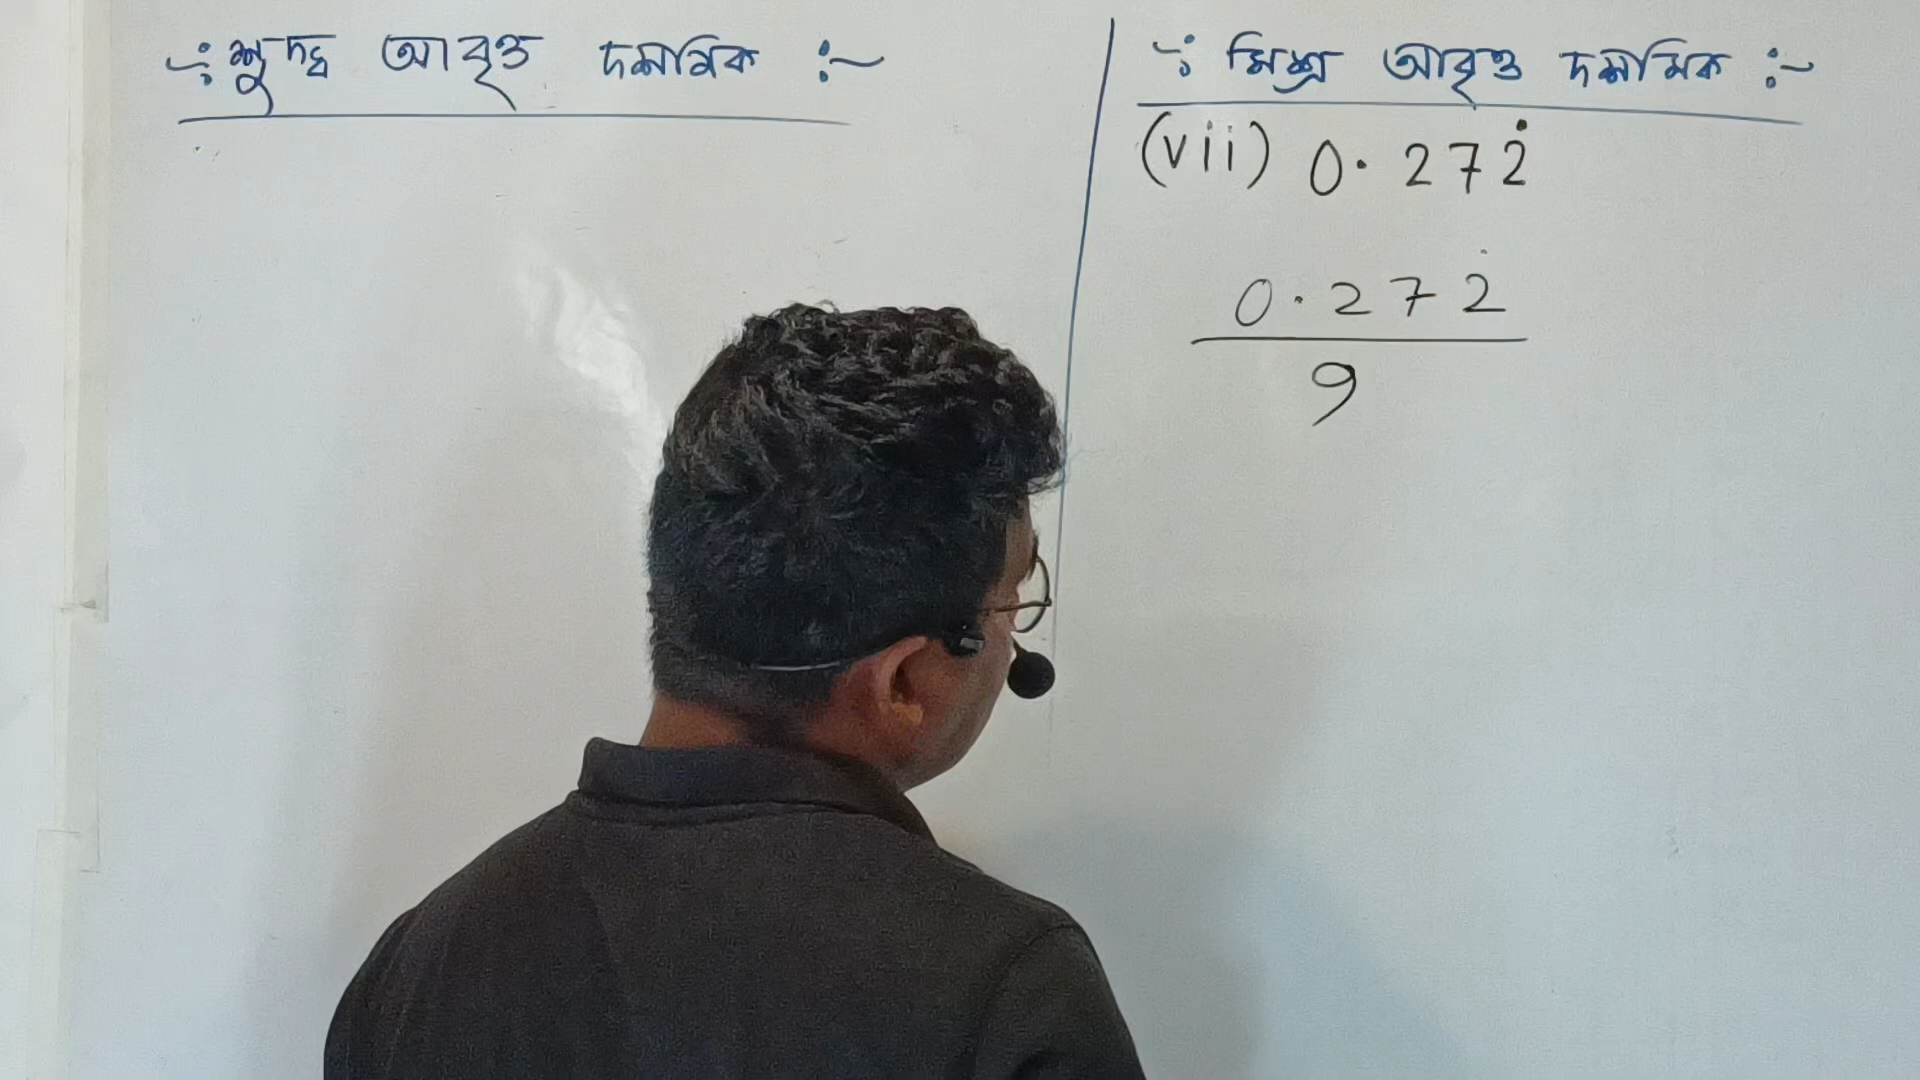 -: শুদ্ধ আবৃত্ত দশমিক :-
-: মিশ্র আবৃত্ত দশমিক :-
(vii) 0.272̇
0.272̇
9